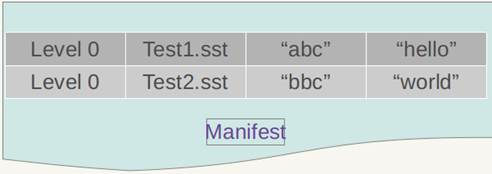 Level 0 Test1.sst “abc” “hello”
Level 0 Test2.sst “bbc” “world”
Manifest